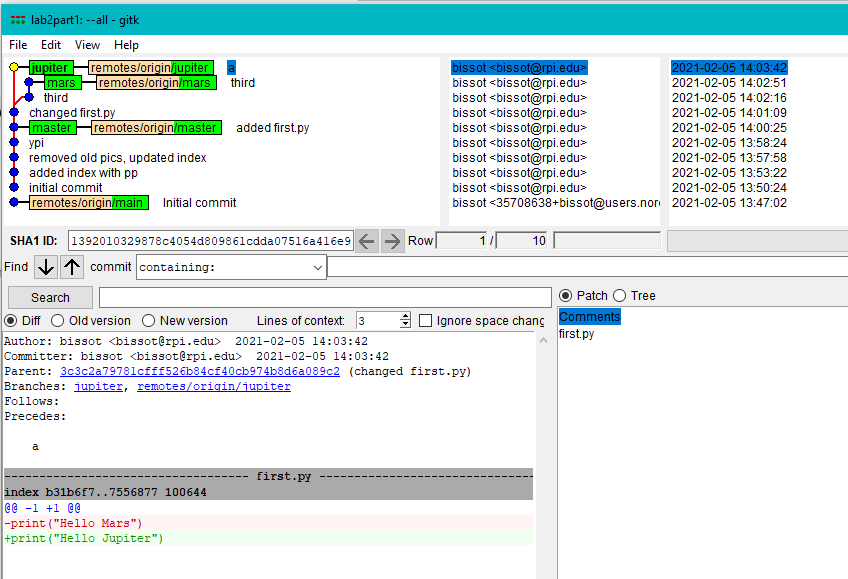 lab2part1: --all - gitk
File Edit View Help
jupiter remotes/origin/jupiter a bissot <bissot@rpi.edu> 2021-02-05 14:03:42
mars remotes/origin/mars third bissot <bissot@rpi.edu> 2021-02-05 14:02:51
third bissot <bissot@rpi.edu> 2021-02-05 14:02:16
changed first.py bissot <bissot@rpi.edu> 2021-02-05 14:01:09
master remotes/origin/master added first.py bissot <bissot@rpi.edu> 2021-02-05 14:00:25
ypi bissot <bissot@rpi.edu> 2021-02-05 13:58:24
removed old pics, updated index bissot <bissot@rpi.edu> 2021-02-05 13:57:58
added index with pp bissot <bissot@rpi.edu> 2021-02-05 13:53:22
initial commit bissot <bissot@rpi.edu> 2021-02-05 13:50:24
remotes/origin/main Initial commit bissot <35708638+bissot@users.nor 2021-02-05 13:47:02
SHA1 ID: 1392010329878c4054d809861cdda07516a416e9 Row 1 / 10
Find commit containing:
Search
Diff Old version New version Lines of context: 3 Ignore space chang
Patch Tree
Comments
first.py
Author: bissot <bissot@rpi.edu> 2021-02-05 14:03:42
Committer: bissot <bissot@rpi.edu> 2021-02-05 14:03:42
Parent: 3c3c2a79781cfff526b84cf40cb974b8d6a089c2 (changed first.py)
Branches: jupiter, remotes/origin/jupiter
Follows:
Precedes:
a
------------------------------------ first.py --------------------------------
index b31b6f7..7556877 100644
@@ -1 +1 @@
-print("Hello Mars")
+print("Hello Jupiter")